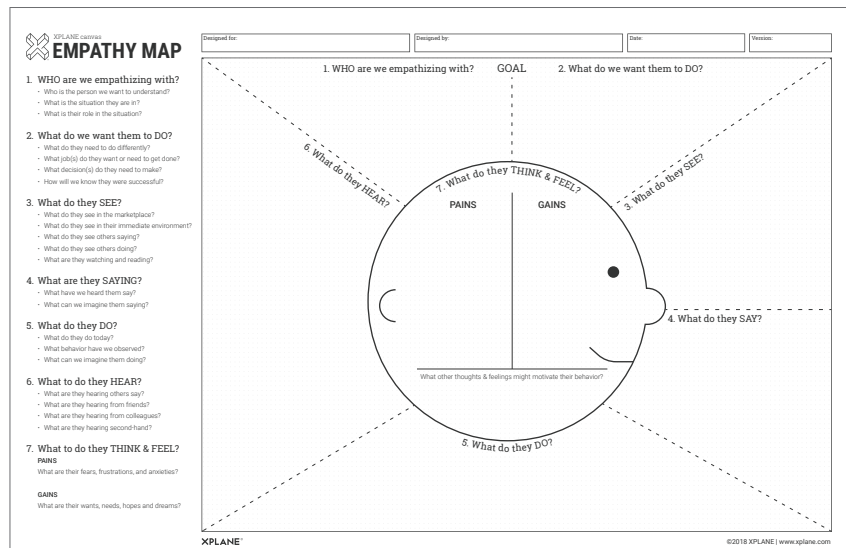 XPLANE canvas
EMPATHY MAP
1. WHO are we empathizing with?
• Who is the person we want to understand?
• What is the situation they are in?
• What is their role in the situation?
2. What do we want them to DO?
• What do they need to do differently?
• What job(s) do they want or need to get done?
• What decision(s) do they need to make?
• How will we know they were successful?
3. What do they SEE?
• What do they see in the marketplace?
• What do they see in their immediate environment?
• What do they see others saying?
• What do they see others doing?
• What are they watching and reading?
4. What are they SAYING?
• What have we heard them say?
• What can we imagine them saying?
5. What do they DO?
• What do they do today?
• What behavior have we observed?
• What can we imagine them doing?
6. What to do they HEAR?
• What are they hearing others say?
• What are they hearing from friends?
• What are they hearing from colleagues?
• What are they hearing second-hand?
7. What to do they THINK & FEEL?
PAINS
What are their fears, frustrations, and anxieties?
GAINS
What are their wants, needs, hopes and dreams?
Designed for:
Designed by:
Date:
Version:
1. WHO are we empathizing with?
GOAL
2. What do we want them to DO?
6. What do they HEAR?
7. What do they THINK & FEEL?
3. What do they SEE?
PAINS
GAINS
4. What do they SAY?
What other thoughts & feelings might motivate their behavior?
5. What do they DO?
XPLANE
©2018 XPLANE | www.xplane.com